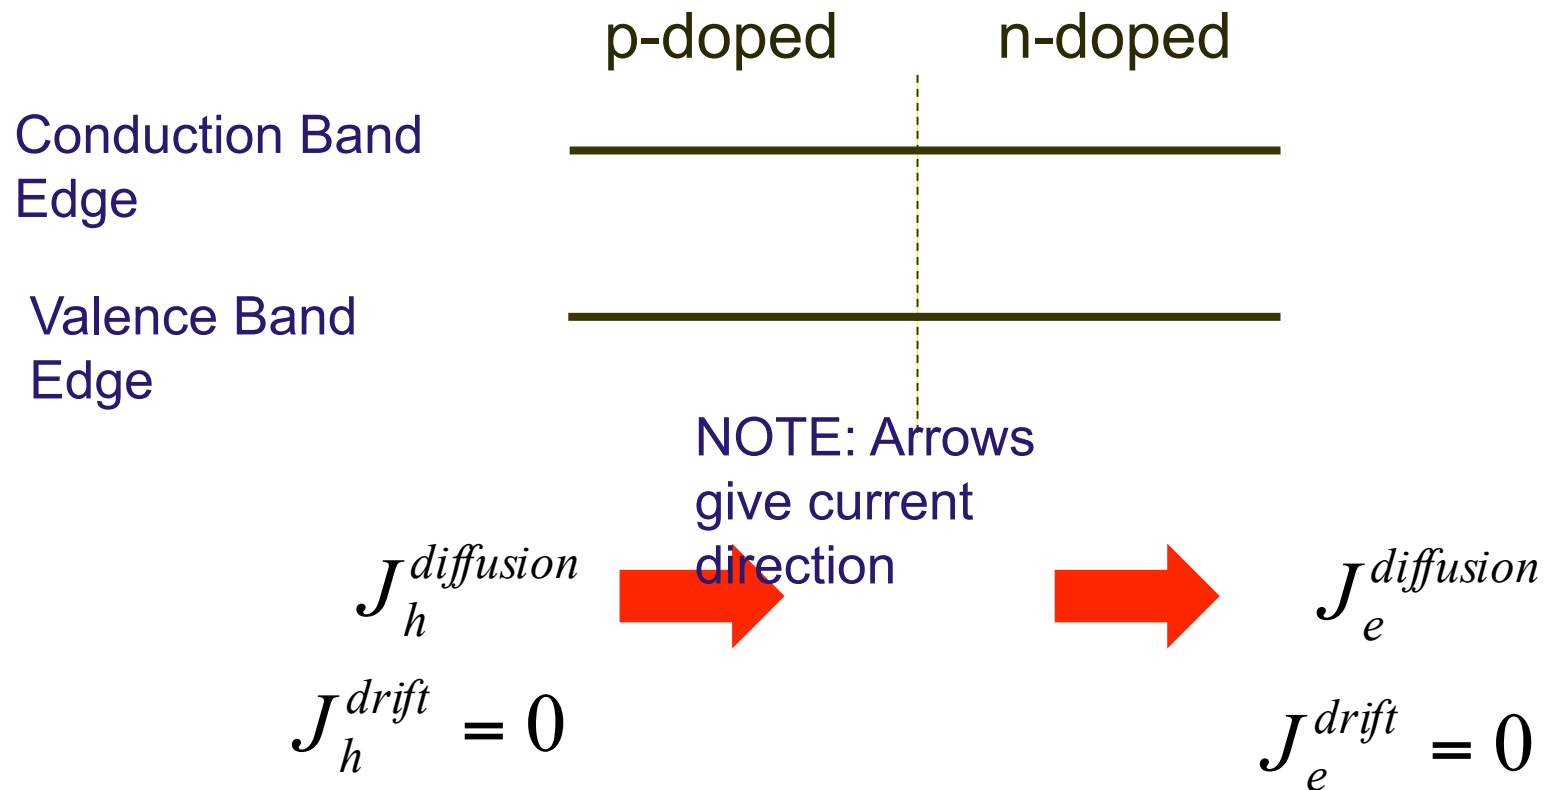 p-doped n-doped
Conduction Band
Edge
Valence Band
Edge
NOTE: Arrows
give current
direction
J_h^{diffusion} J_e^{diffusion}
J_h^{drift} = 0 J_e^{drift} = 0